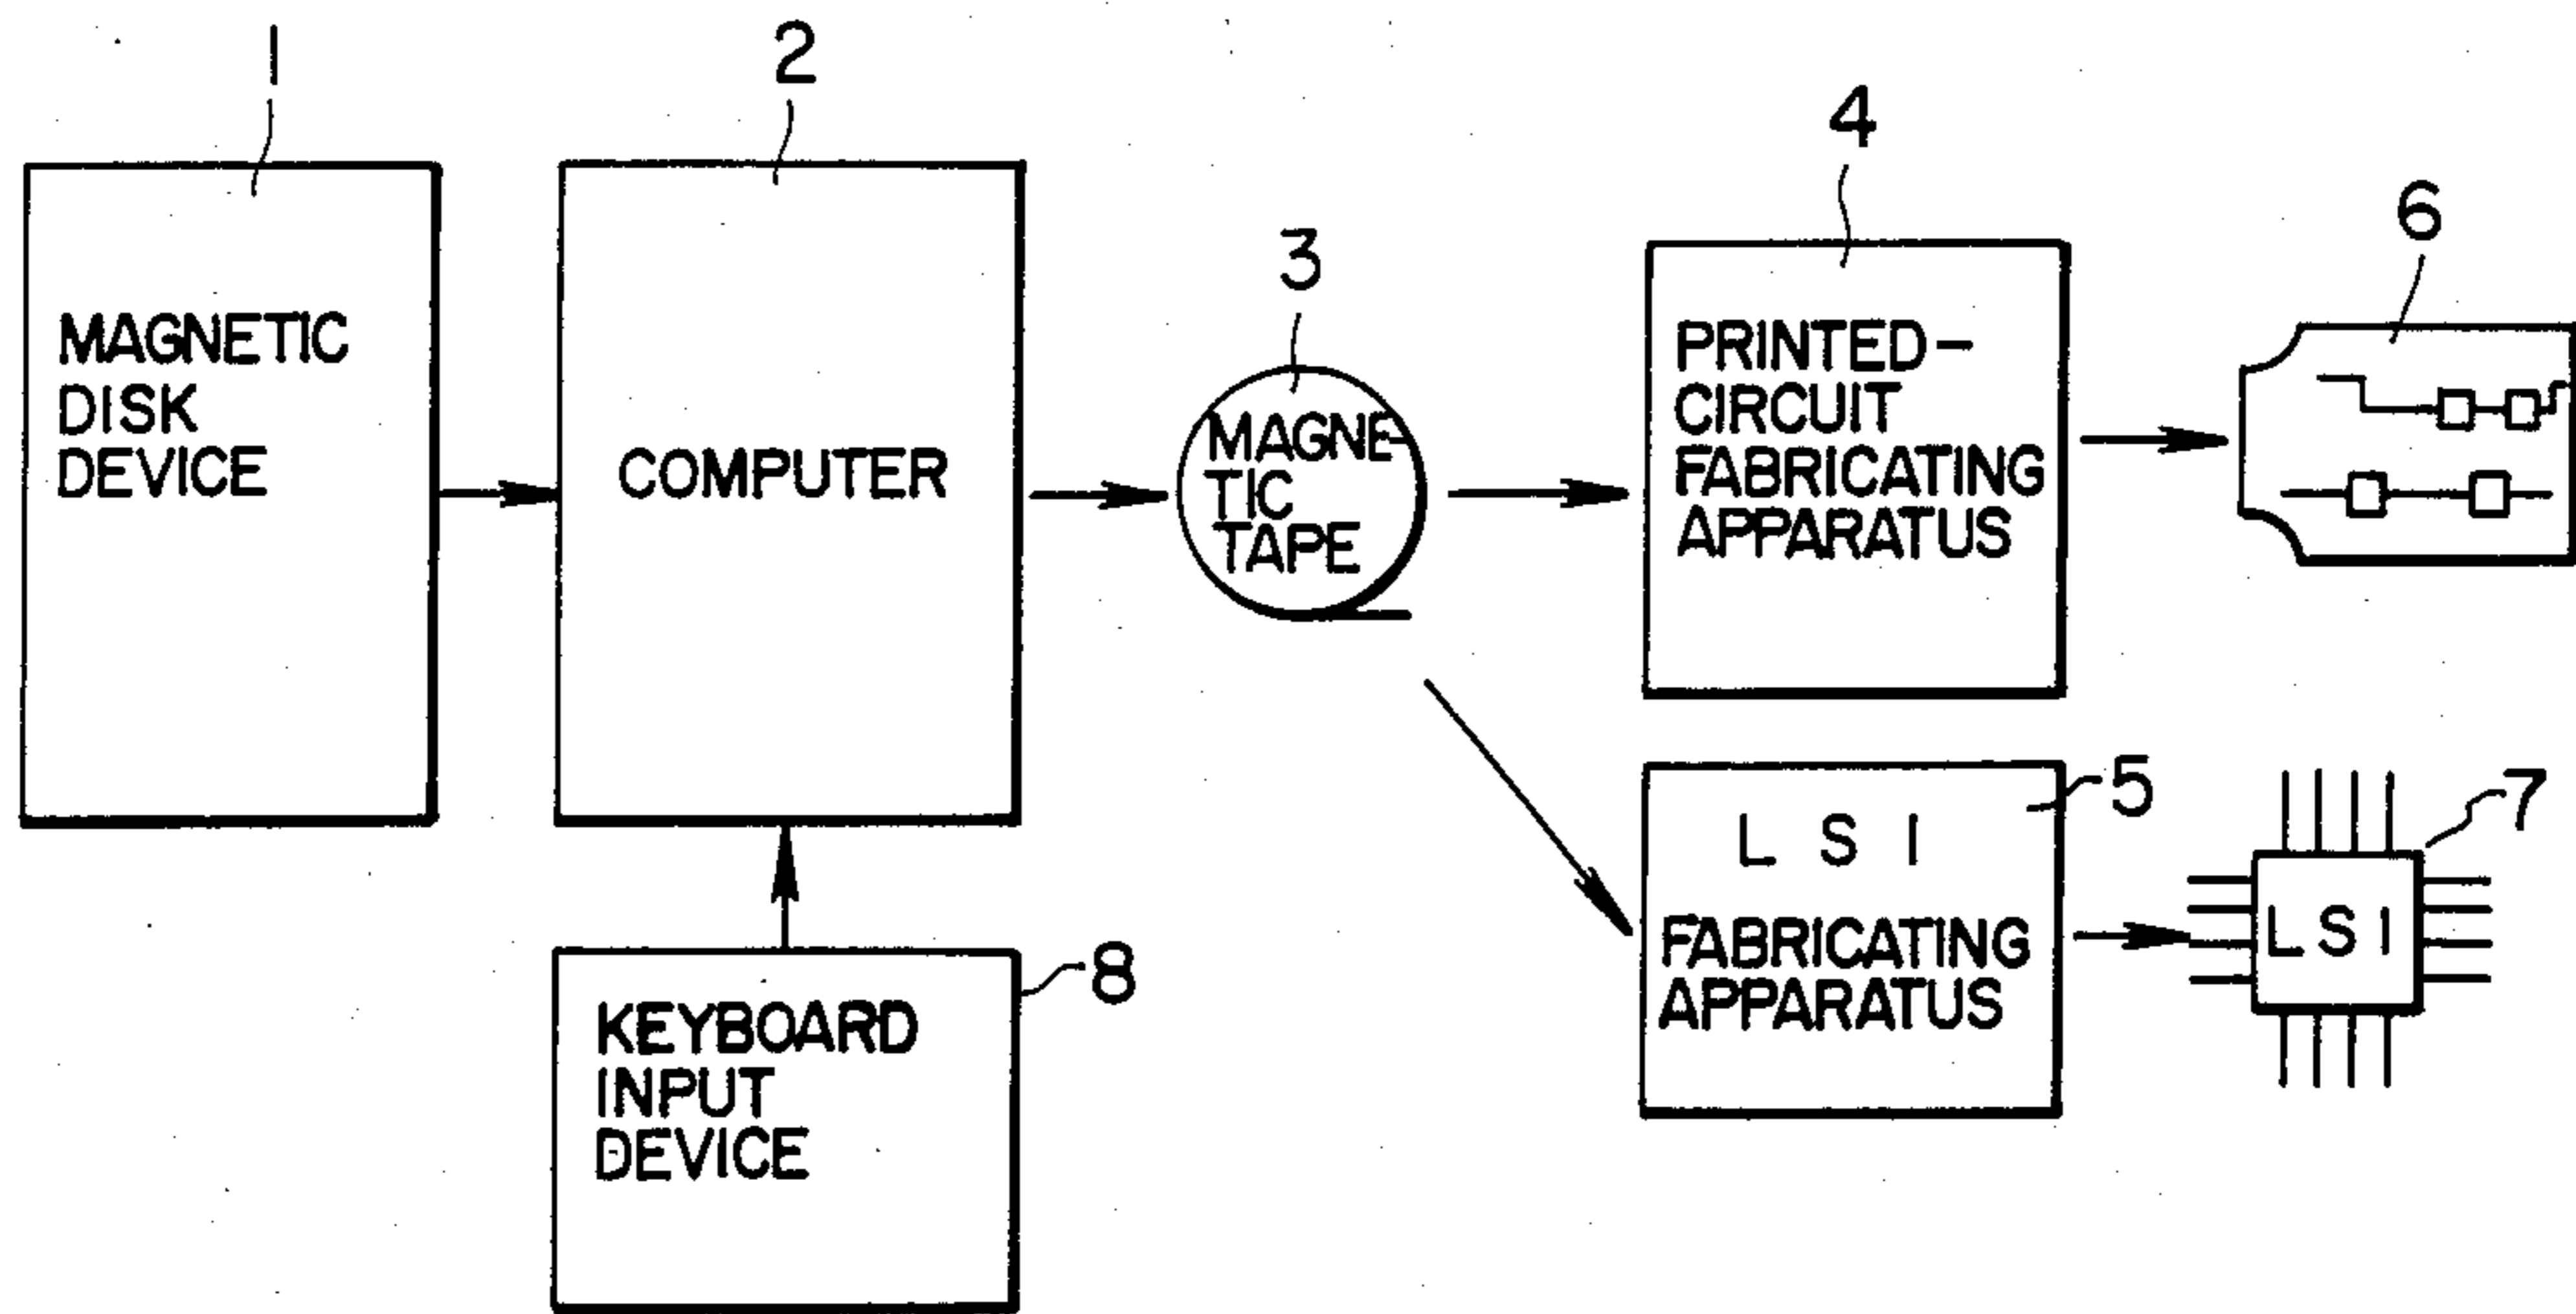 1
2
3
4
5
6
7
8
MAGNETIC
DISK
DEVICE
COMPUTER
MAGNE-
TIC
TAPE
PRINTED-
CIRCUIT
FABRICATING
APPARATUS
LSI
FABRICATING
APPARATUS
LSI
KEYBOARD
INPUT
DEVICE